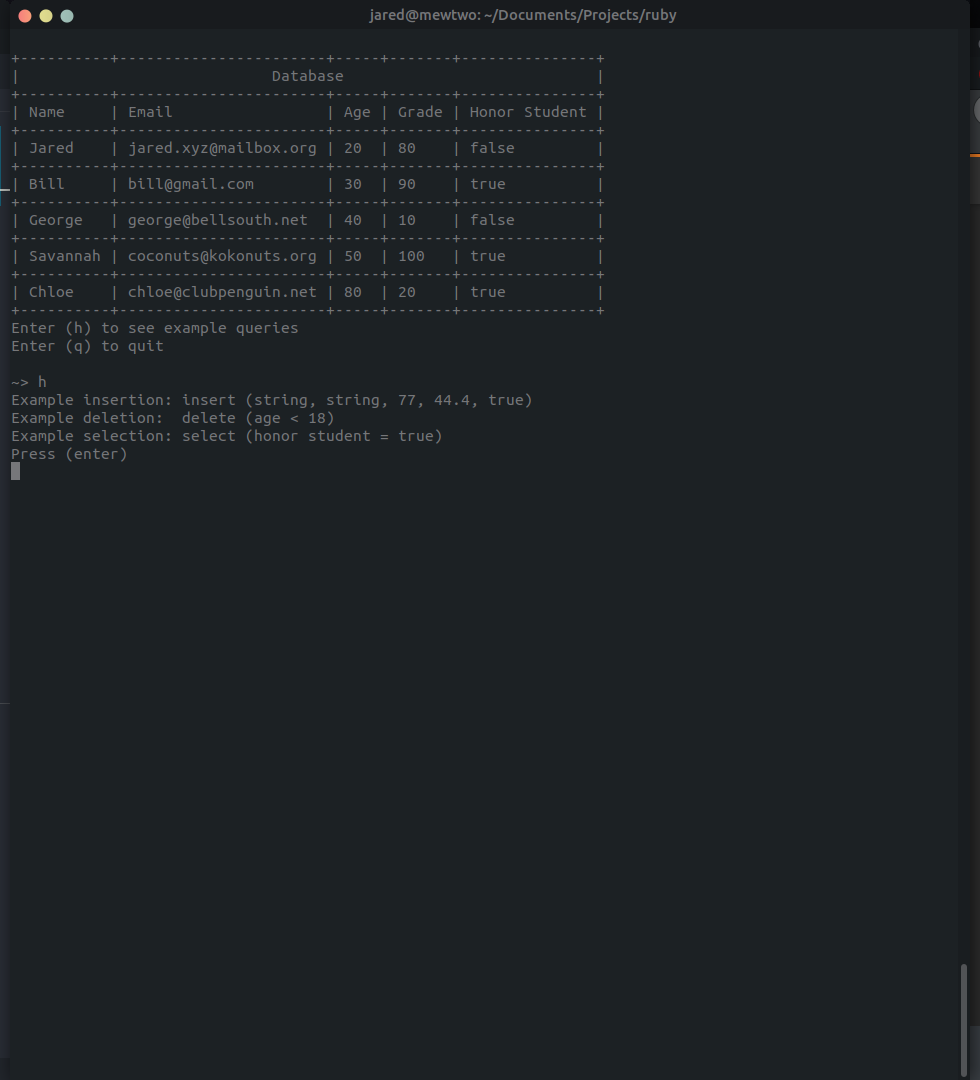 jared@mewtwo: ~/Documents/Projects/ruby
+----------+-----------------------+-----+-------+---------------+
|                            Database                            |
+----------+-----------------------+-----+-------+---------------+
| Name     | Email                 | Age | Grade | Honor Student |
+----------+-----------------------+-----+-------+---------------+
| Jared    | jared.xyz@mailbox.org | 20  | 80    | false         |
+----------+-----------------------+-----+-------+---------------+
| Bill     | bill@gmail.com        | 30  | 90    | true          |
+----------+-----------------------+-----+-------+---------------+
| George   | george@bellsouth.net  | 40  | 10    | false         |
+----------+-----------------------+-----+-------+---------------+
| Savannah | coconuts@kokonuts.org | 50  | 100   | true          |
+----------+-----------------------+-----+-------+---------------+
| Chloe    | chloe@clubpenguin.net | 80  | 20    | true          |
+----------+-----------------------+-----+-------+---------------+
Enter (h) to see example queries
Enter (q) to quit
~> h
Example insertion: insert (string, string, 77, 44.4, true)
Example deletion:  delete (age < 18)
Example selection: select (honor student = true)
Press (enter)